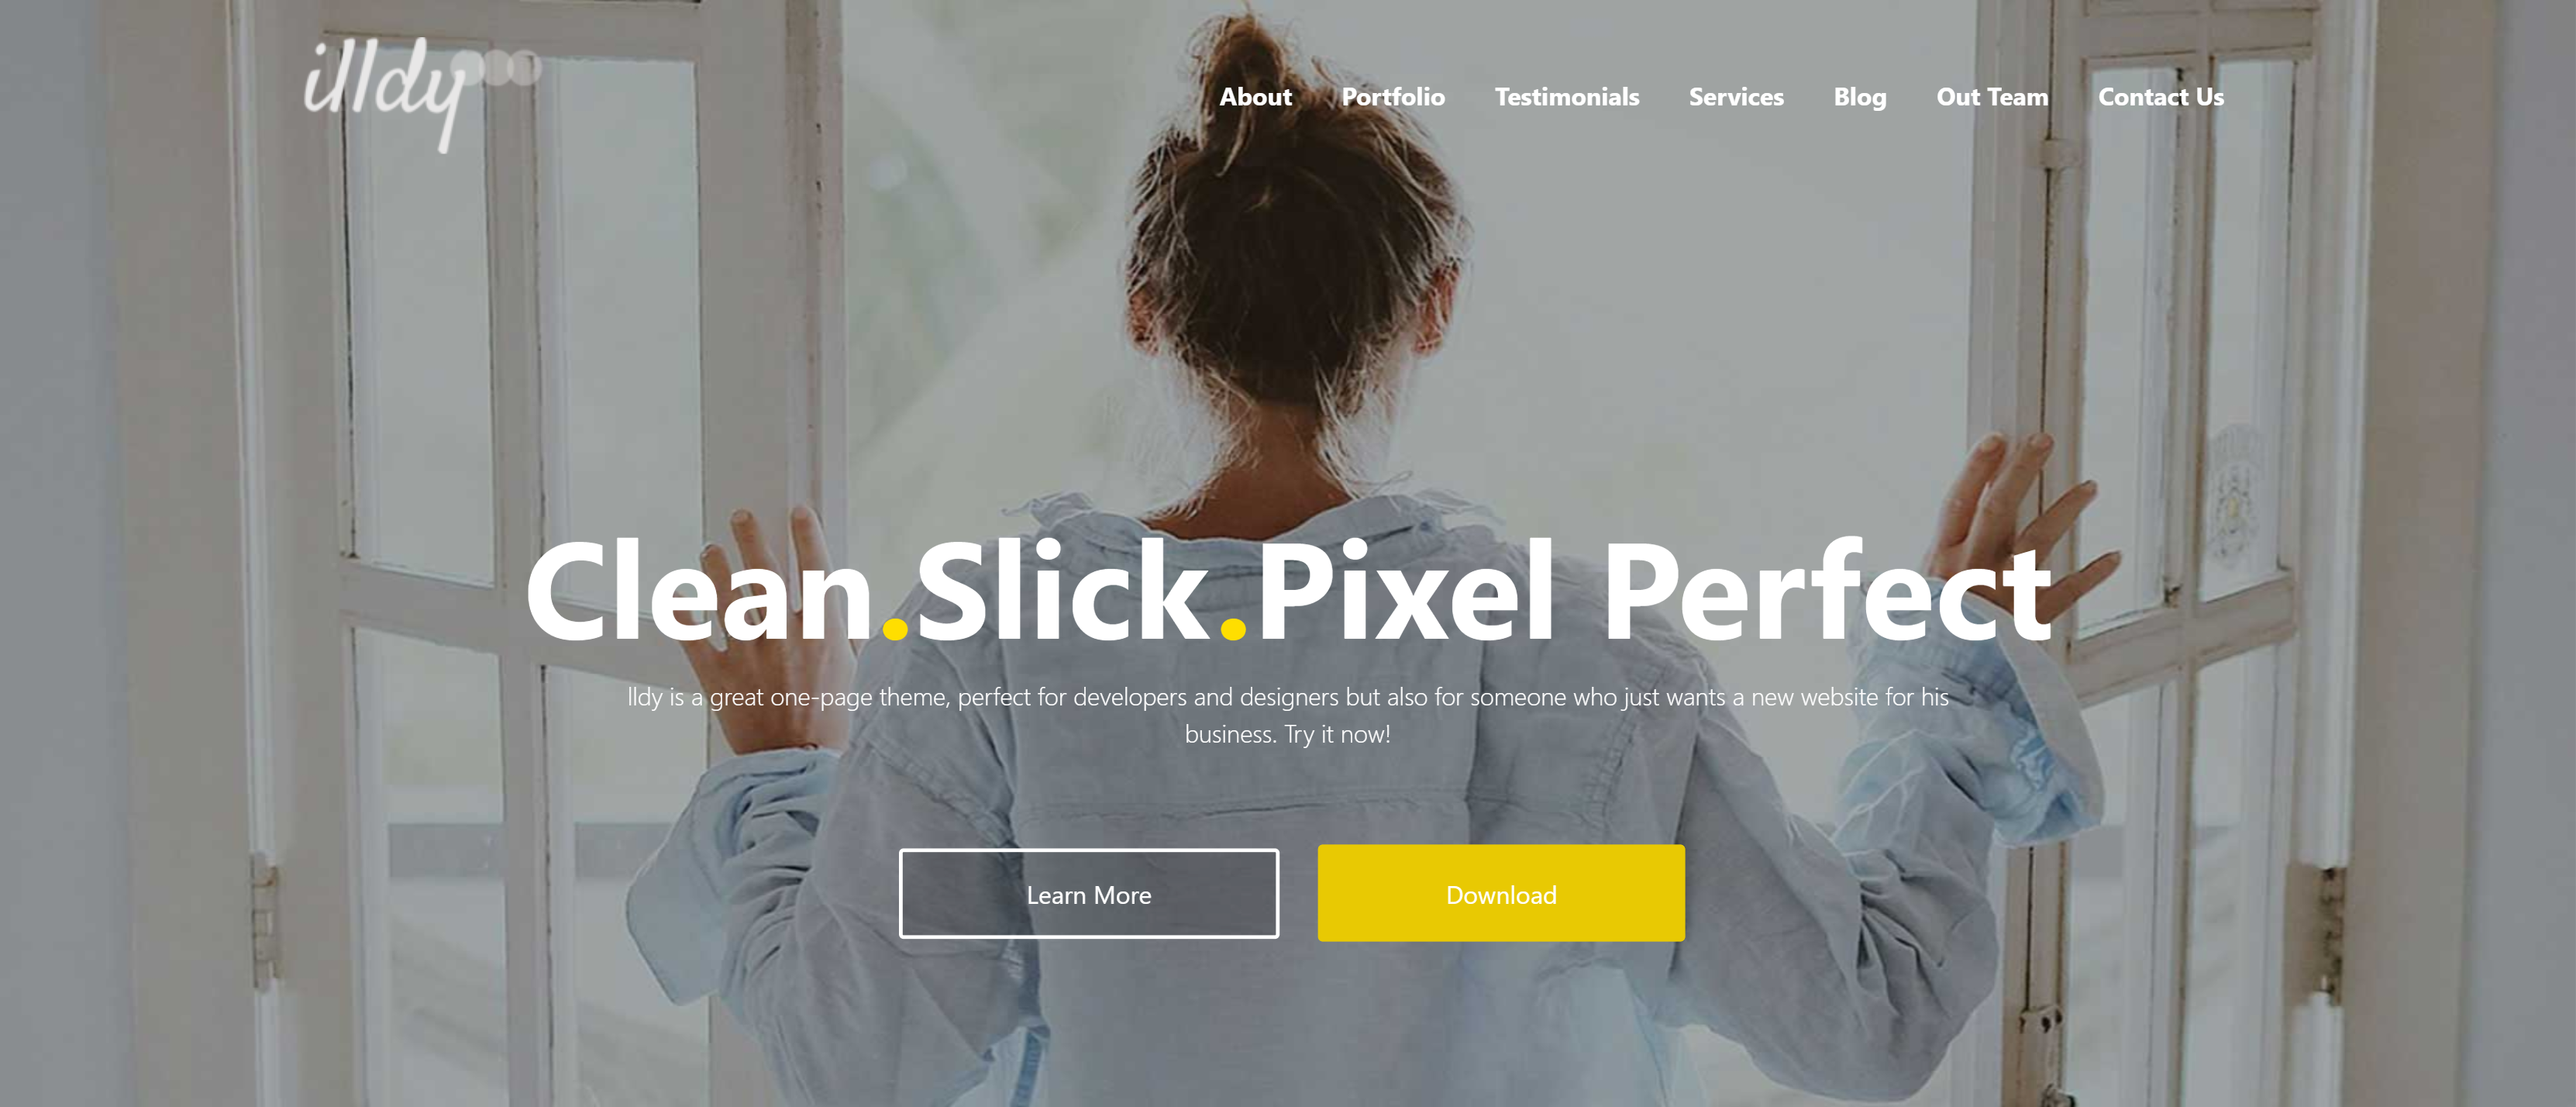 illdy
About Portfolio Testimonials Services Blog Out Team Contact Us
Clean.Slick.Pixel Perfect
lldy is a great one-page theme, perfect for developers and designers but also for someone who just wants a new website for his
business. Try it now!
Learn More Download